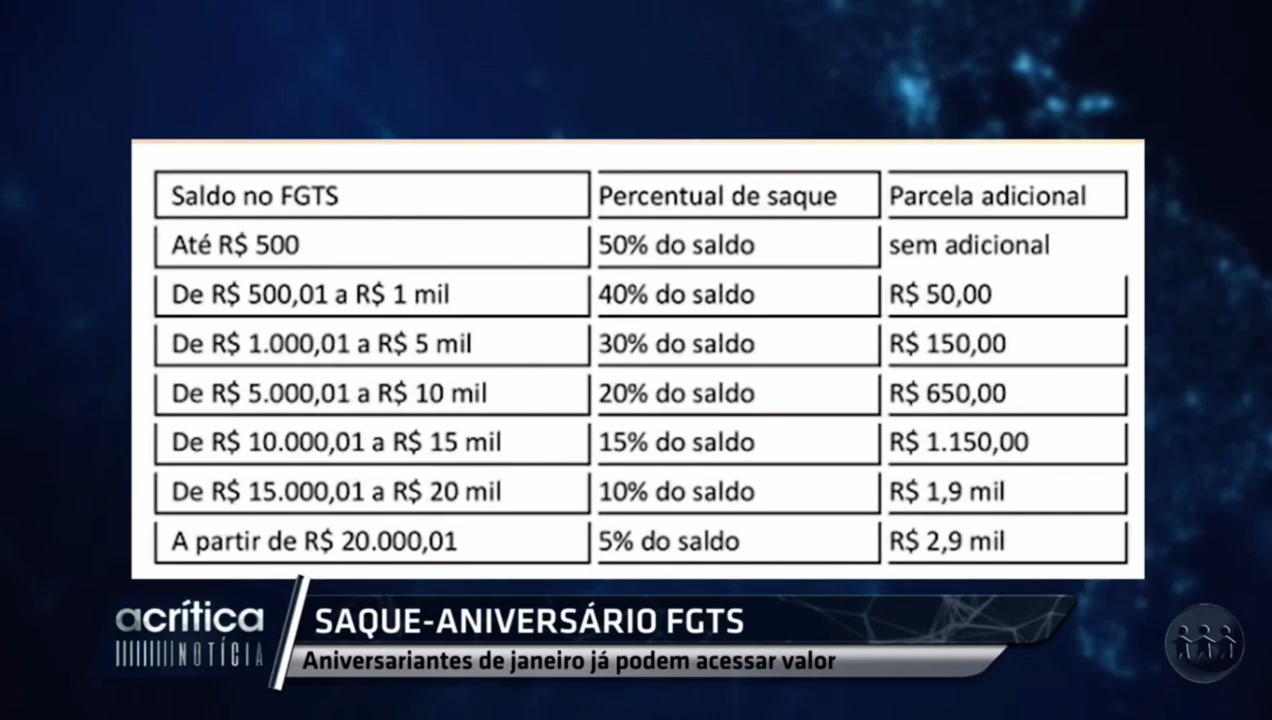 Saldo no FGTS Percentual de saque Parcela adicional
Até R$ 500 50% do saldo sem adicional
De R$ 500,01 a R$ 1 mil 40% do saldo R$ 50,00
De R$ 1.000,01 a R$ 5 mil 30% do saldo R$ 150,00
De R$ 5.000,01 a R$ 10 mil 20% do saldo R$ 650,00
De R$ 10.000,01 a R$ 15 mil 15% do saldo R$ 1.150,00
De R$ 15.000,01 a R$ 20 mil 10% do saldo R$ 1,9 mil
A partir de R$ 20.000,01 5% do saldo R$ 2,9 mil
acrítica
NOTÍCIA
SAQUE-ANIVERSÁRIO FGTS
Aniversariantes de janeiro já podem acessar valor